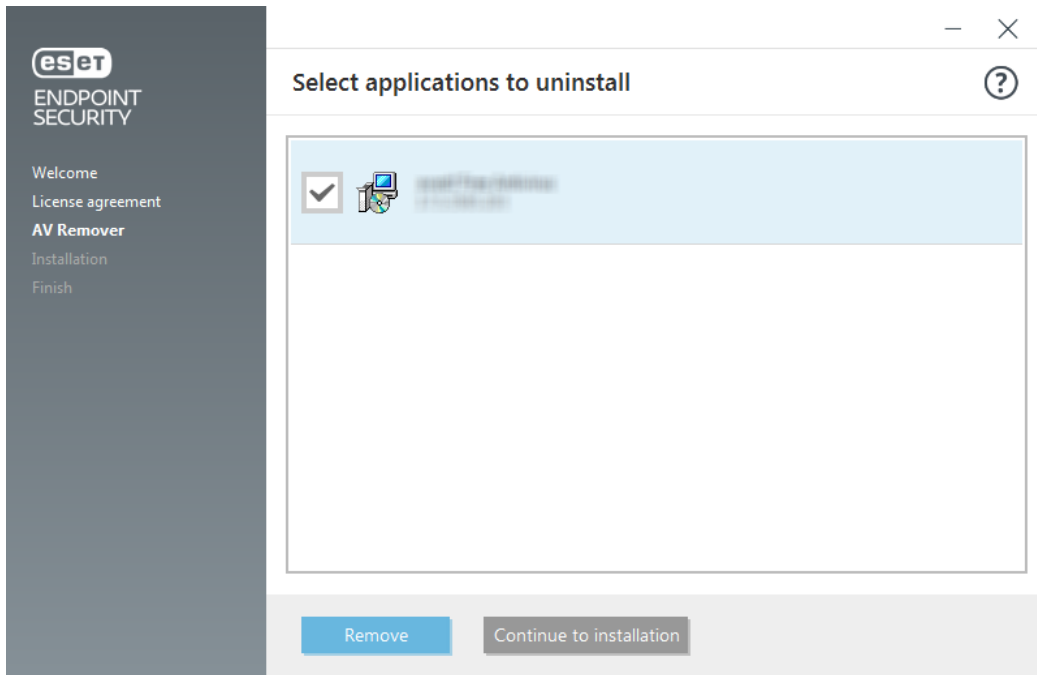 eseT
ENDPOINT
SECURITY
Welcome
License agreement
AV Remover
Installation
Finish
Select applications to uninstall
?
Remove
Continue to installation